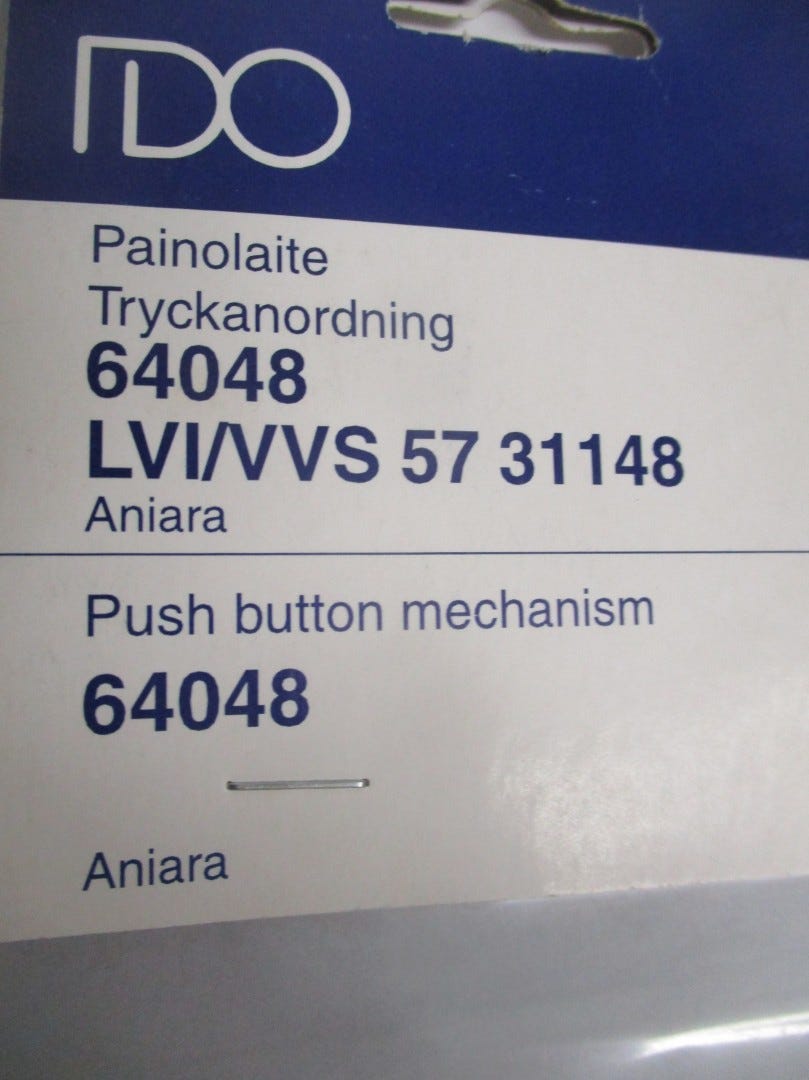 IDO
Painolaite
Tryckanordning
64048
LVI/VVS 57 31148
Aniara
Push button mechanism
64048
Aniara